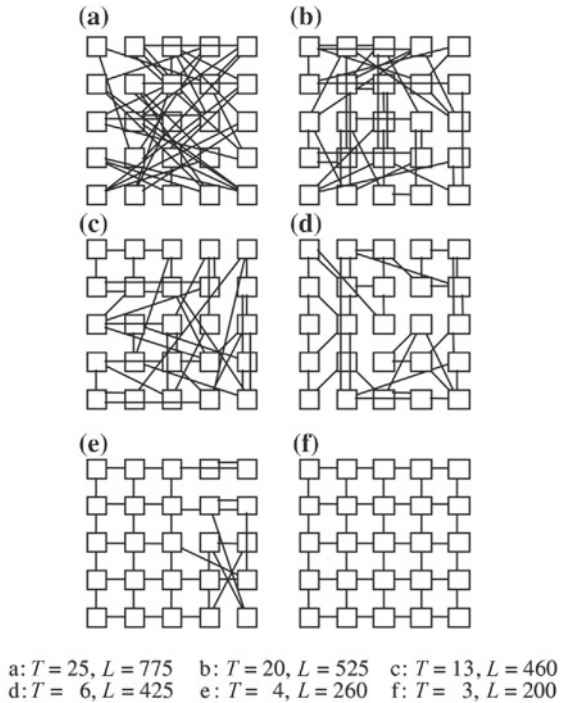 (a)
(b)
(c)
(d)
(e)
(f)
a: T = 25, L = 775 b: T = 20, L = 525 c: T = 13, L = 460
d: T = 6, L = 425 e: T = 4, L = 260 f: T = 3, L = 200